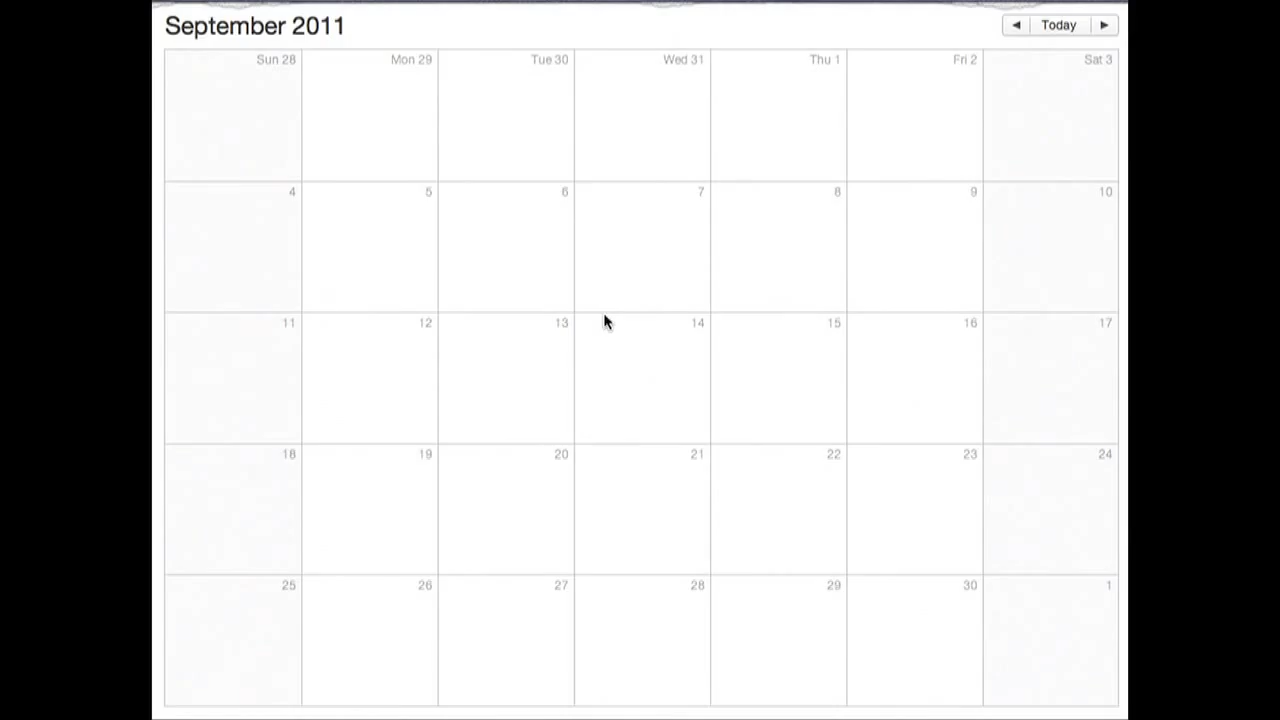 September 2011
◀ Today ▶
Sun 28 Mon 29 Tue 30 Wed 31 Thu 1 Fri 2 Sat 3
4 5 6 7 8 9 10
11 12 13 14 15 16 17
18 19 20 21 22 23 24
25 26 27 28 29 30 1